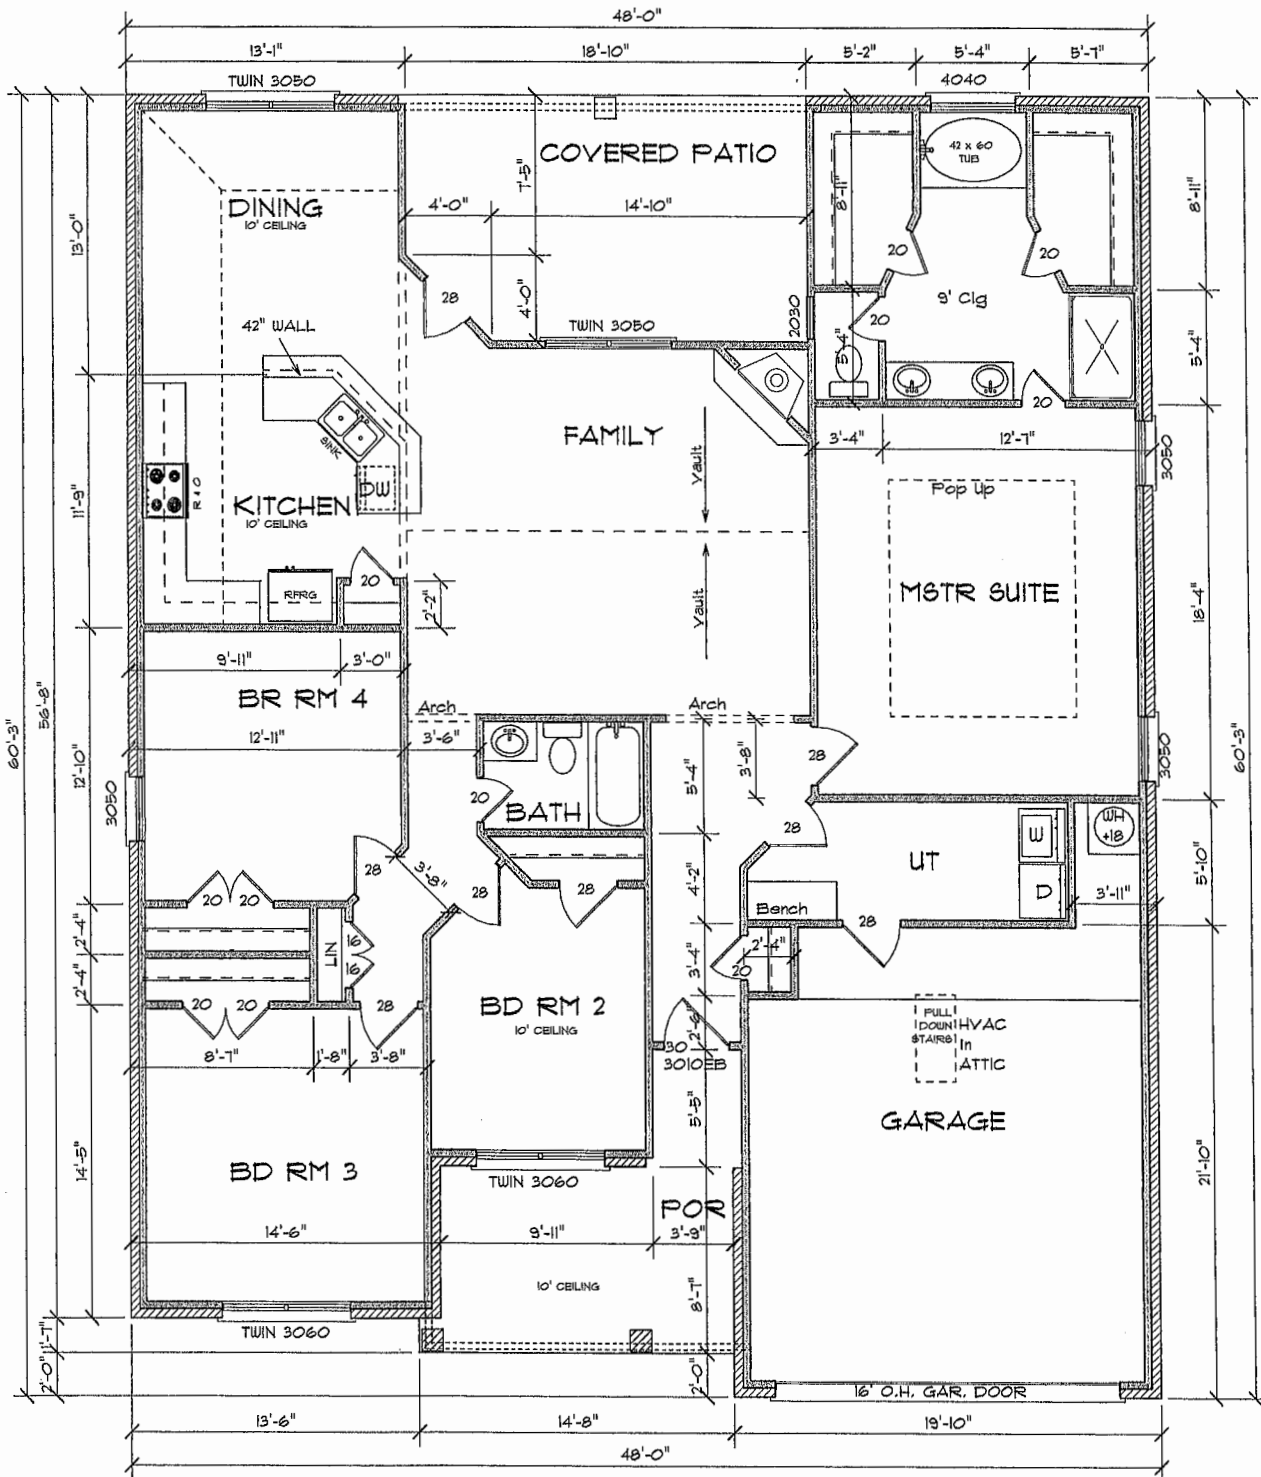 48'-0"
13'-1"
18'-10"
5'-2"
5'-4"
5'-7"
TWIN 3050
4040
COVERED PATIO
42 x 60
TUB
7'-5"
DINING
10' CEILING
4'-0"
14'-10"
8'-11"
8'-11"
13'-0"
20
20
28
4'-0"
9' Clg
42" WALL
TWIN 3050
2030
20
5'-4"
5'-4"
SINK
FAMILY
20
3'-4"
12'-7"
Vault
3050
R & O
DW
KITCHEN
10' CEILING
Pop Up
11'-9"
20
RFRG
2'-2"
Vault
MSTR SUITE
18'-4"
9'-11"
3'-0"
BR RM 4
Arch
Arch
60'-3"
56'-8"
12'-11"
3'-6"
12'-10"
5'-4"
3'-8"
28
3050
60'-3"
3050
20
BATH
28
WH
+18
W
UT
5'-10"
28
3'-8"
28
28
4'-2"
D
3'-11"
20 20
Bench
28
2'-4"
LIN
16
16
2'-4"
3'-4"
20
2'-4"
20 20
28
BD RM 2
10' CEILING
PULL
DOWN
STAIRS
HVAC
In
ATTIC
2'-6"
30
3010EB
8'-7"
1'-8"
3'-8"
5'-5"
GARAGE
14'-5"
BD RM 3
TWIN 3060
21'-10"
POR
14'-6"
9'-11"
3'-9"
10' CEILING
8'-7"
TWIN 3060
1'-7"
2'-0"
2'-0"
16' O.H. GAR. DOOR
13'-6"
14'-8"
19'-10"
48'-0"